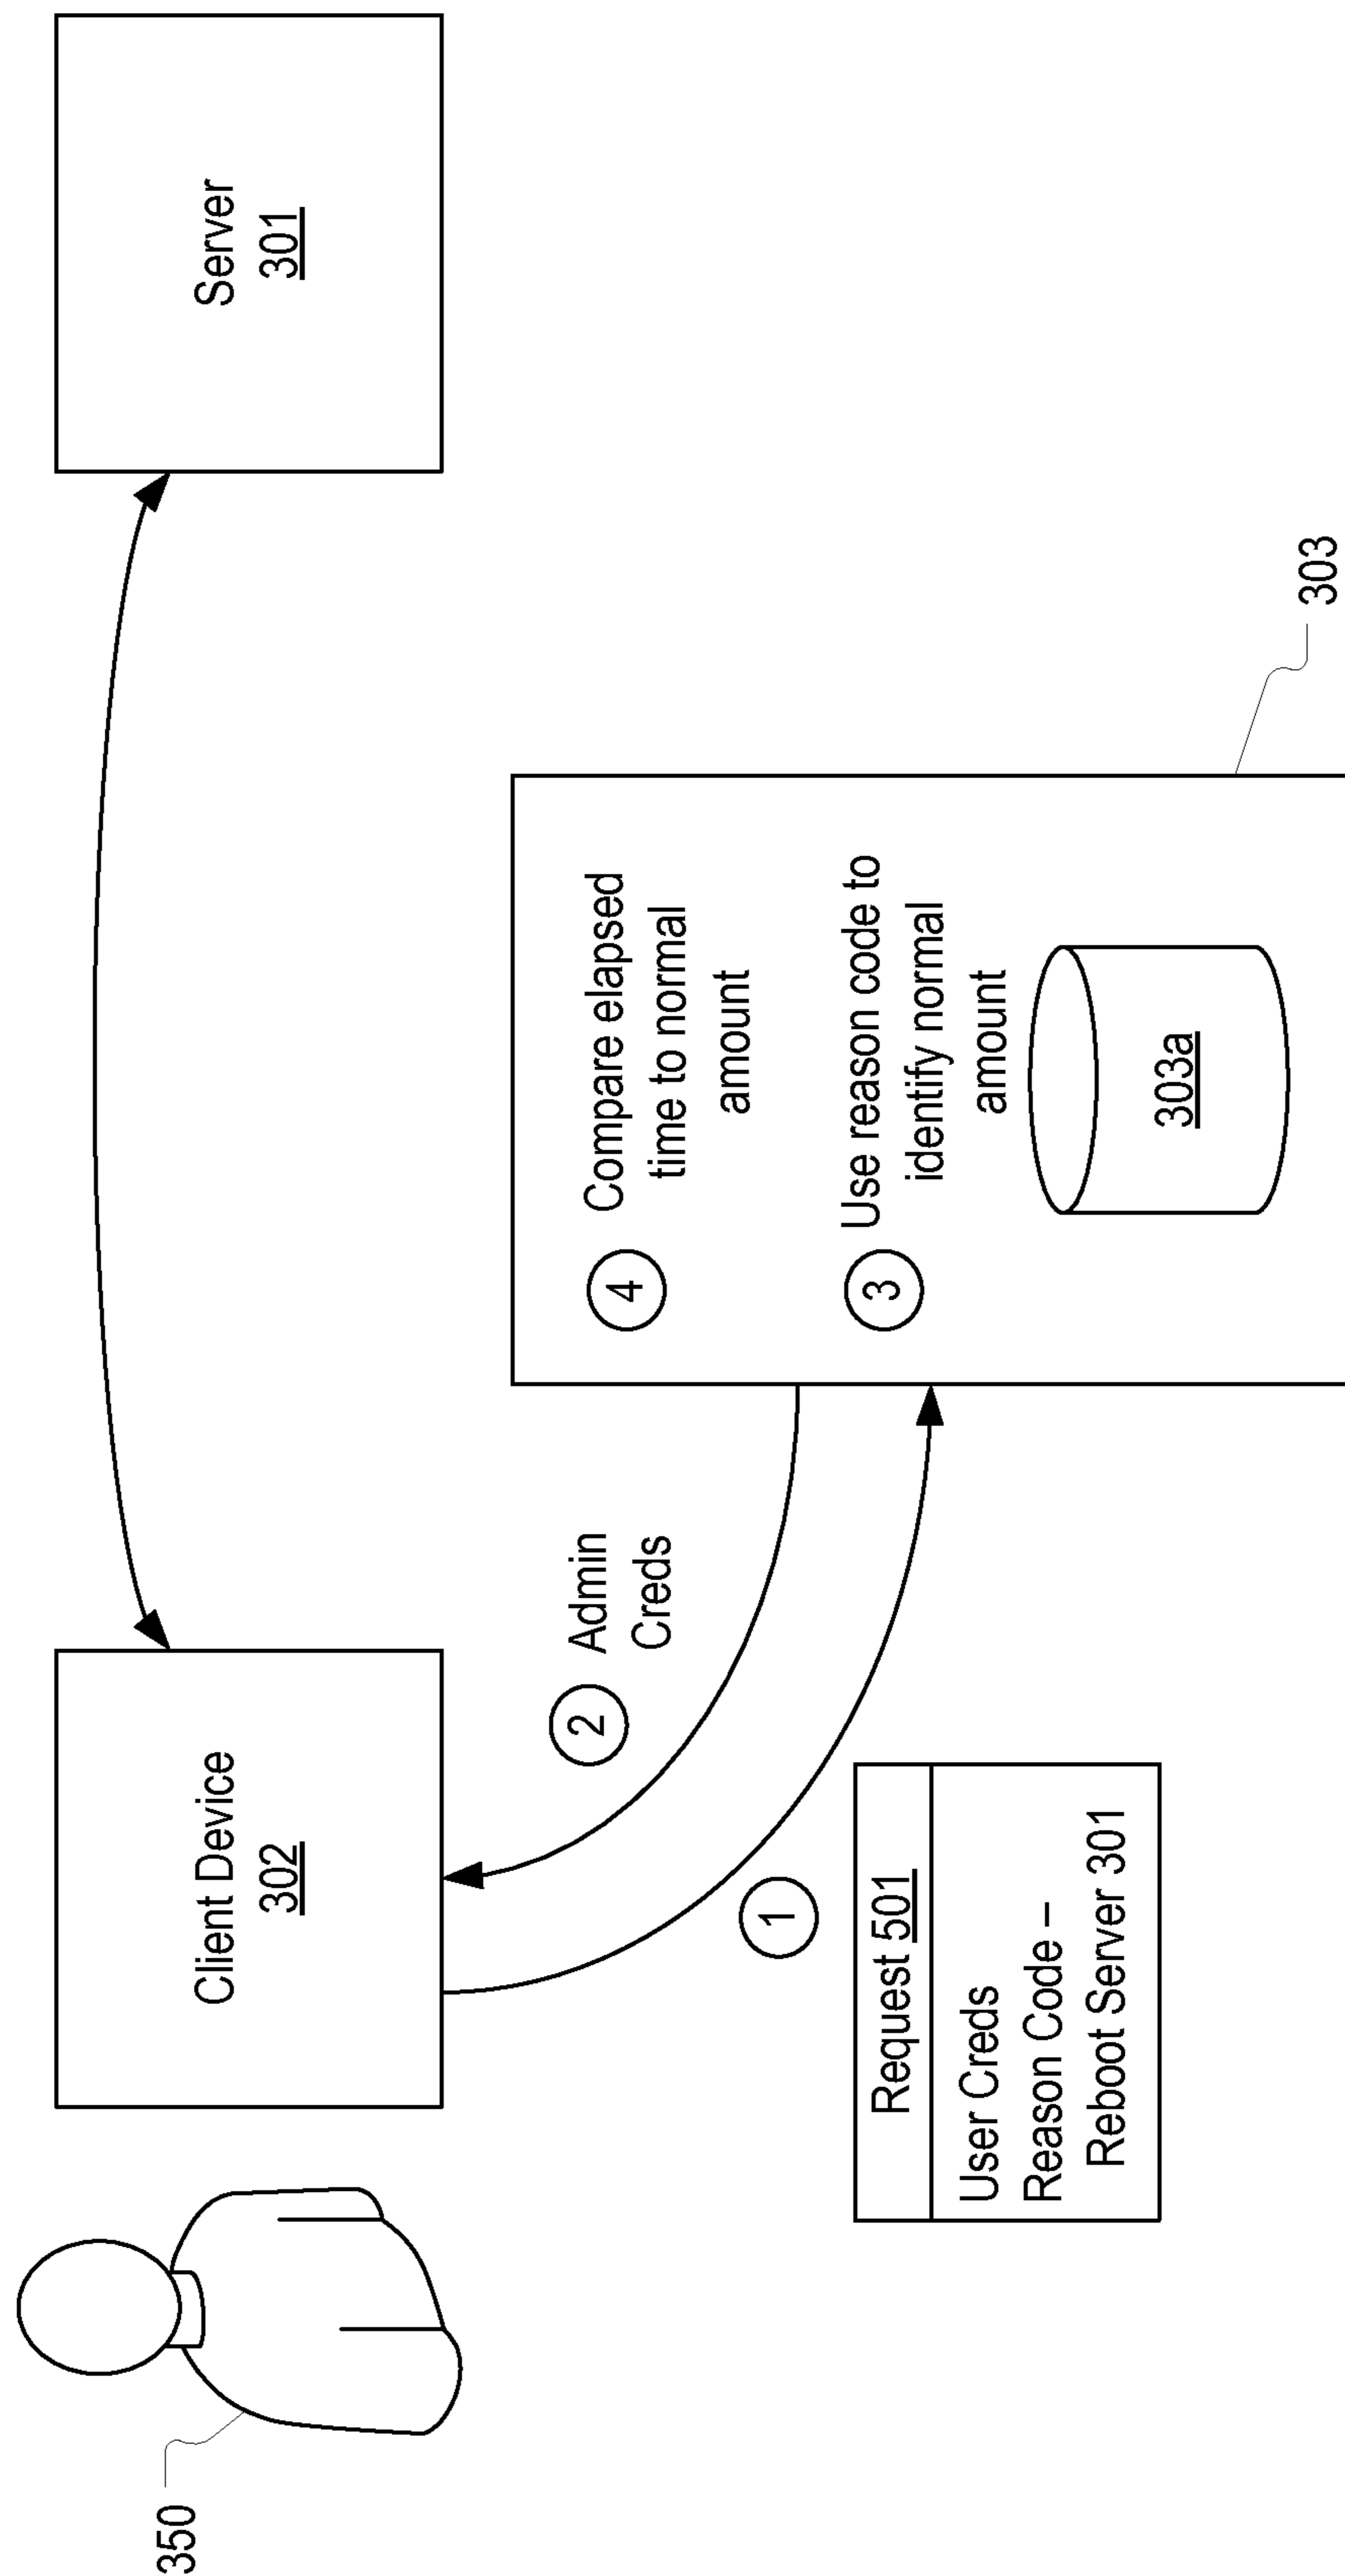 350
Client Device
302
Server
301
1
Request 501
User Creds
Reason Code –
Reboot Server 301
2
Admin
Creds
4
Compare elapsed
time to normal
amount
3
Use reason code to
identify normal
amount
303a
303